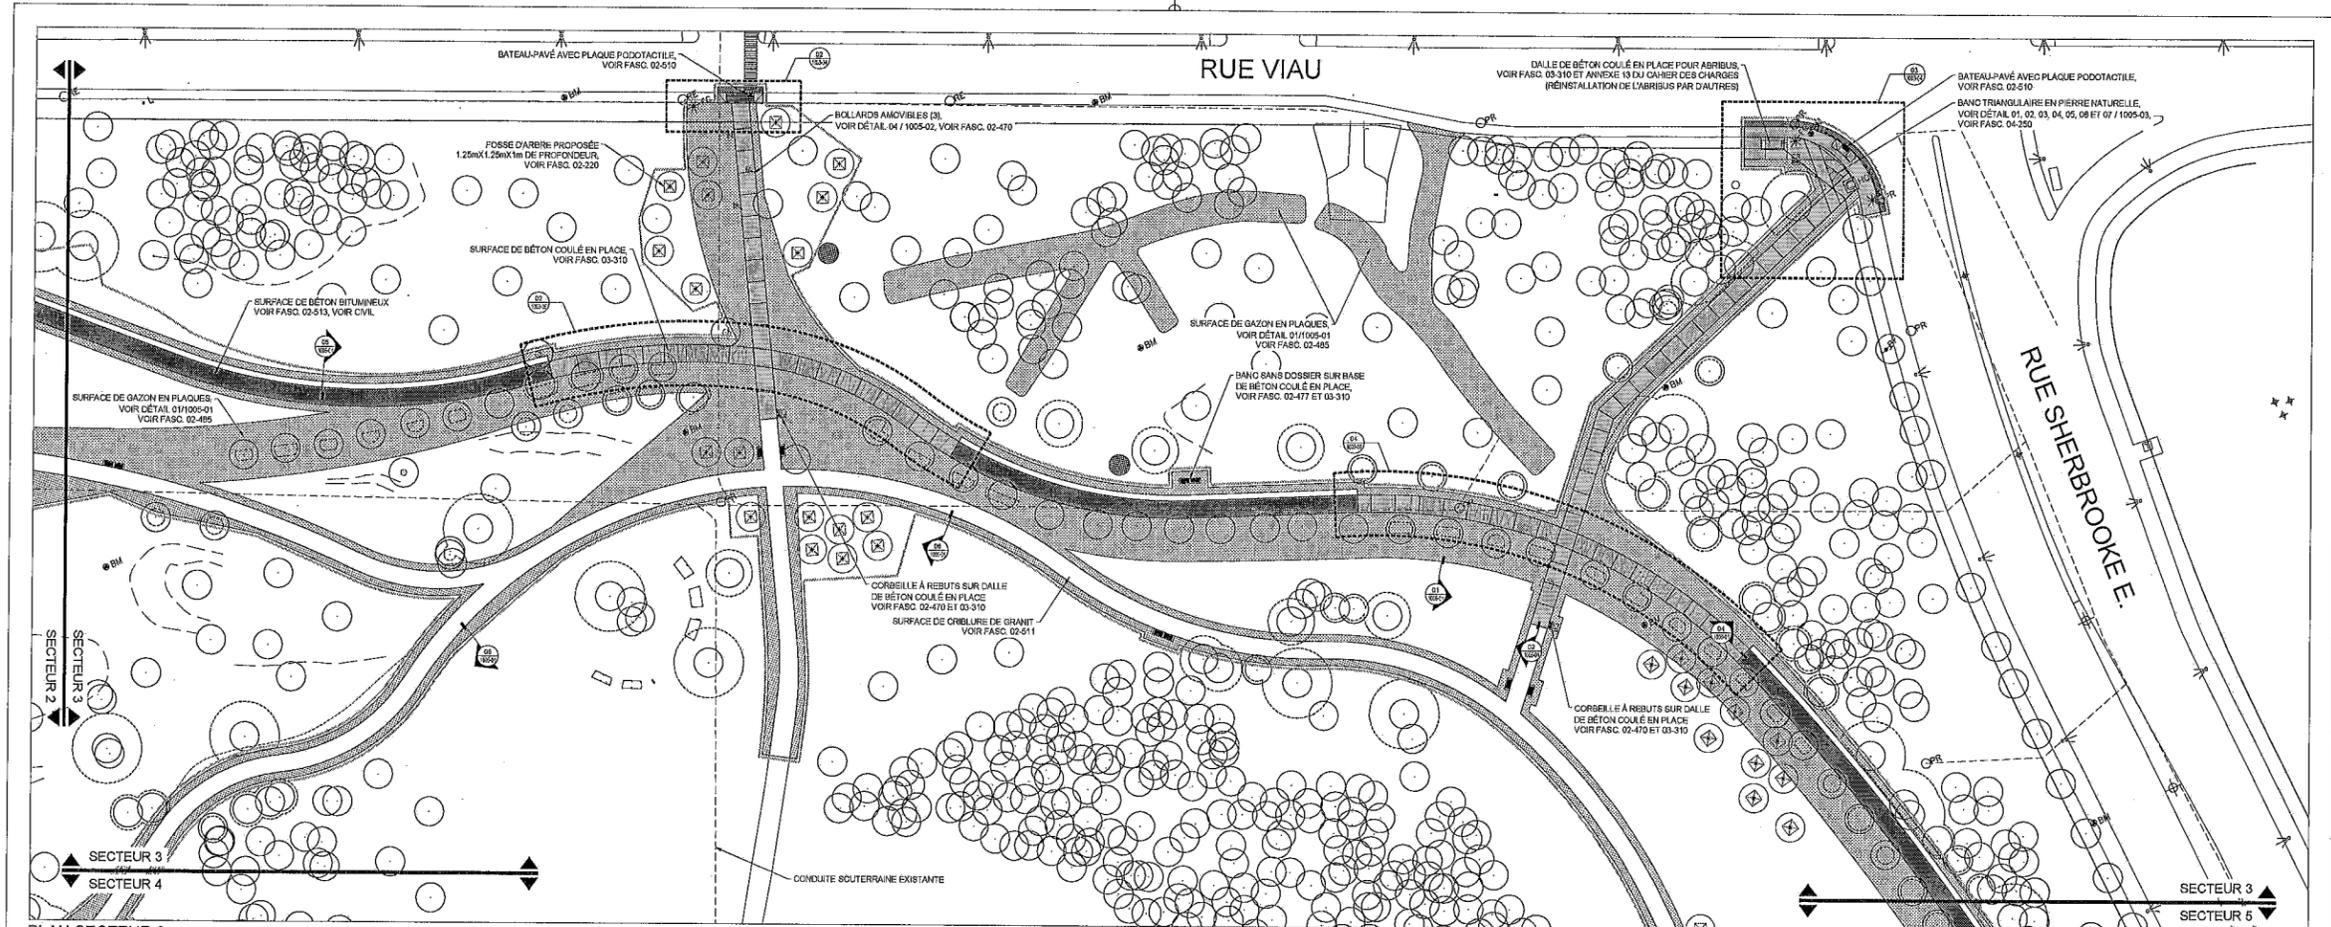 BATEAU-PAVÉ AVEC PLAQUE PODOTACTILE,
VOIR FASC. 02-510
RUE VIAU
DALLE DE BÉTON COULÉ EN PLACE POUR ABRIBUS,
VOIR FASC. 03-310 ET ANNEXE 13 DU CAHIER DES CHARGES
(RÉINSTALLATION DE L'ABRIBUS PAR D'AUTRES)
BATEAU-PAVÉ AVEC PLAQUE PODOTACTILE,
VOIR FASC. 02-510
BANC TRIANGULAIRE EN PIERRE NATURELLE,
VOIR DÉTAIL 01, 02, 03, 04, 05, 06 ET 07 / 1005-03,
VOIR FASC. 04-250
BOLLARDS AMOVIBLES (3),
VOIR DÉTAIL 04 / 1005-02, VOIR FASC. 02-470
FOSSE D'ARBRE PROPOSÉE
1.25mX1.25mX1m DE PROFONDEUR,
VOIR FASC. 02-220
SURFACE DE BÉTON COULÉ EN PLACE,
VOIR FASC. 03-310
SURFACE DE BÉTON BITUMINEUX
VOIR FASC. 02-513, VOIR CIVIL
SURFACE DE GAZON EN PLAQUES,
VOIR DÉTAIL 01/1005-01
VOIR FASC. 02-485
SURFACE DE GAZON EN PLAQUES,
VOIR DÉTAIL 01/1005-01
VOIR FASC. 02-485
BANC SANS DOSSIER SUR BASE
DE BÉTON COULÉ EN PLACE,
VOIR FASC. 02-477 ET 03-310
RUE SHERBROOKE E.
CORBEILLE À REBUTS SUR DALLE
DE BÉTON COULÉ EN PLACE
VOIR FASC. 02-470 ET 03-310
SURFACE DE CRIBLURE DE GRANIT
VOIR FASC. 02-511
CORBEILLE À REBUTS SUR DALLE
DE BÉTON COULÉ EN PLACE
VOIR FASC. 02-470 ET 03-310
CONDUITE SOUTERRAINE EXISTANTE
SECTEUR 3
SECTEUR 2
SECTEUR 3
SECTEUR 4
SECTEUR 3
SECTEUR 5
BM
BM
BM
BM
BM
BM
BM